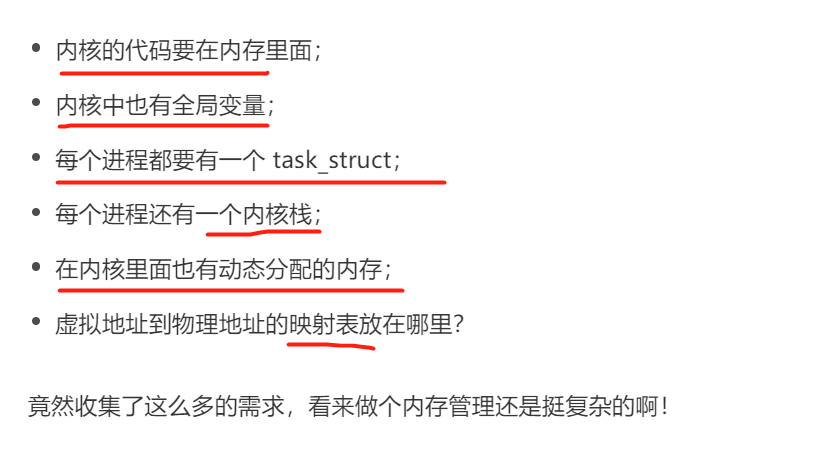 内核的代码要在内存里面；
内核中也有全局变量；
每个进程都要有一个 task_struct；
每个进程还有一个内核栈；
在内核里面也有动态分配的内存；
虚拟地址到物理地址的映射表放在哪里？
竟然收集了这么多的需求，看来做个内存管理还是挺复杂的啊！